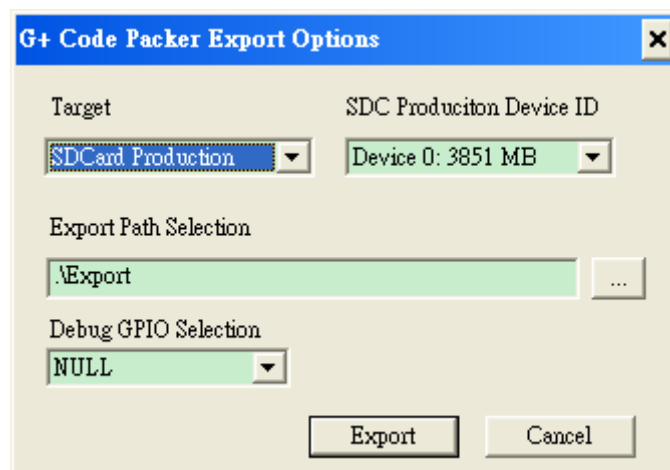 G+ Code Packer Export Options
Target
SDC Produciton Device ID
SDCard Production
Device 0: 3851 MB
Export Path Selection
.\Export
...
Debug GPIO Selection
NULL
Export
Cancel